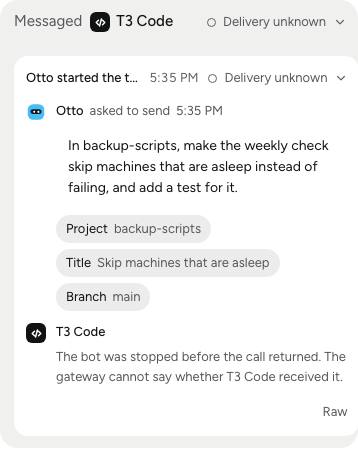 Messaged T3 Code Delivery unknown
Otto started the t... 5:35 PM Delivery unknown
Otto asked to send 5:35 PM
In backup-scripts, make the weekly check
skip machines that are asleep instead of
failing, and add a test for it.
Project backup-scripts
Title Skip machines that are asleep
Branch main
T3 Code
The bot was stopped before the call returned. The
gateway cannot say whether T3 Code received it.
Raw